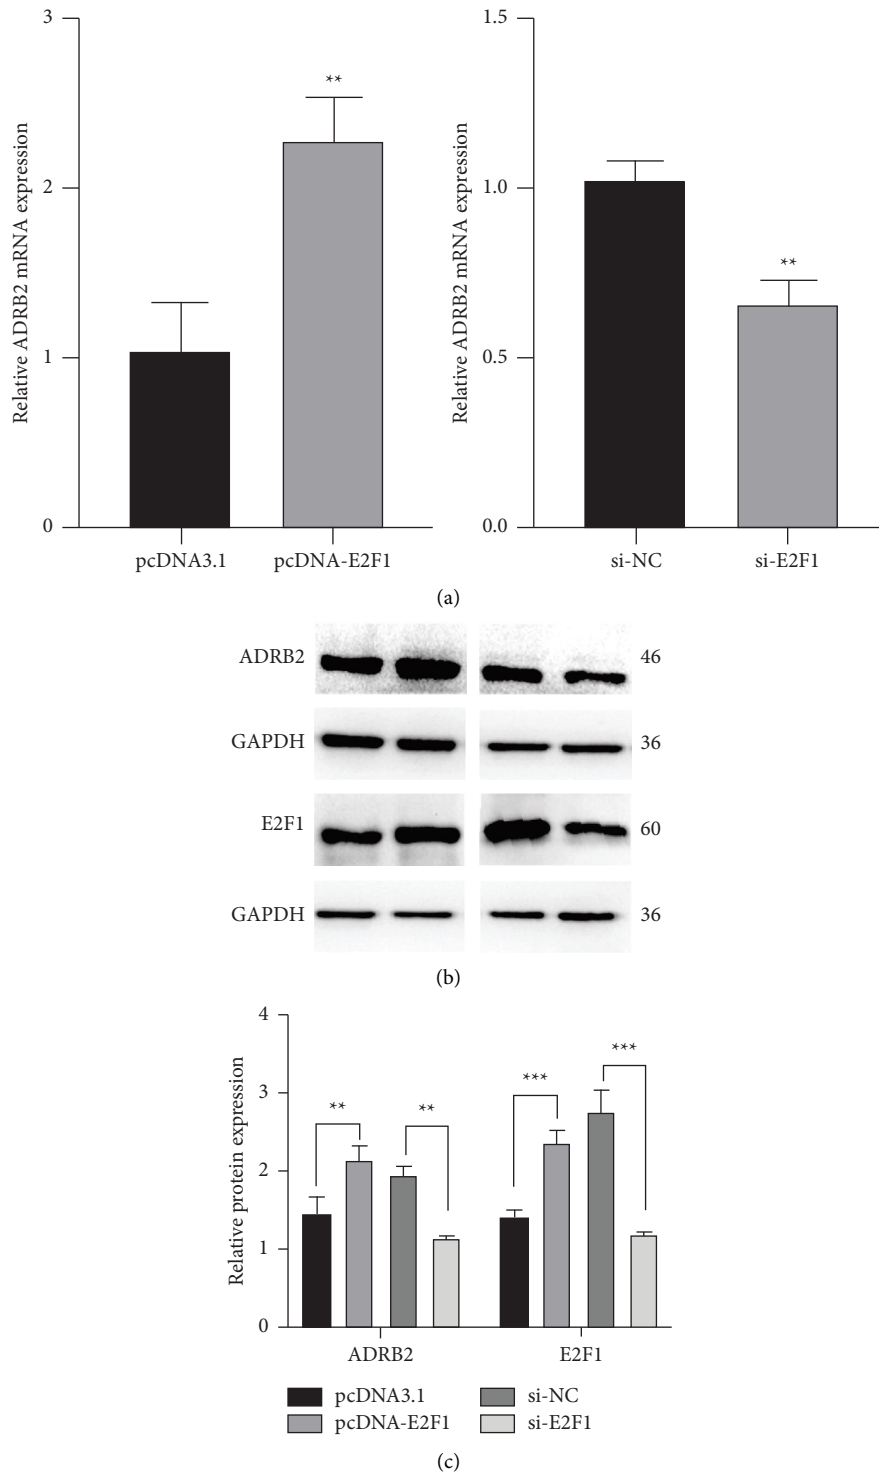 3
2
1
0
Relative ADRB2 mRNA expression
**
pcDNA3.1 pcDNA-E2F1
1.5
1.0
0.5
0.0
Relative ADRB2 mRNA expression
**
si-NC si-E2F1
(a)
ADRB2 46
GAPDH 36
E2F1 60
GAPDH 36
(b)
4
3
2
1
0
Relative protein expression
** ** *** ***
ADRB2 E2F1
pcDNA3.1 si-NC
pcDNA-E2F1 si-E2F1
(c)